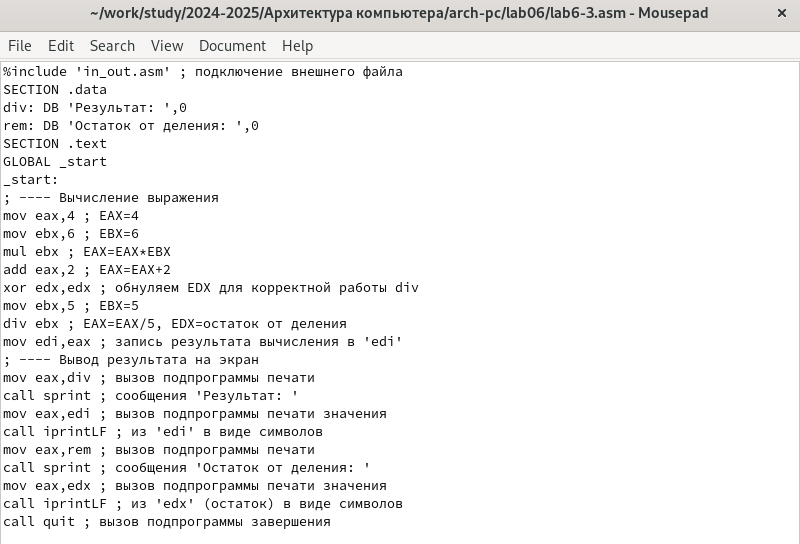 ~/work/study/2024-2025/Архитектура компьютера/arch-pc/lab06/lab6-3.asm - Mousepad ×
File Edit Search View Document Help
%include 'in_out.asm' ; подключение внешнего файла
SECTION .data
div: DB 'Результат: ',0
rem: DB 'Остаток от деления: ',0
SECTION .text
GLOBAL _start
_start:
; ---- Вычисление выражения
mov eax,4 ; EAX=4
mov ebx,6 ; EBX=6
mul ebx ; EAX=EAX*EBX
add eax,2 ; EAX=EAX+2
xor edx,edx ; обнуляем EDX для корректной работы div
mov ebx,5 ; EBX=5
div ebx ; EAX=EAX/5, EDX=остаток от деления
mov edi,eax ; запись результата вычисления в 'edi'
; ---- Вывод результата на экран
mov eax,div ; вызов подпрограммы печати
call sprint ; сообщения 'Результат: '
mov eax,edi ; вызов подпрограммы печати значения
call iprintLF ; из 'edi' в виде символов
mov eax,rem ; вызов подпрограммы печати
call sprint ; сообщения 'Остаток от деления: '
mov eax,edx ; вызов подпрограммы печати значения
call iprintLF ; из 'edx' (остаток) в виде символов
call quit ; вызов подпрограммы завершения